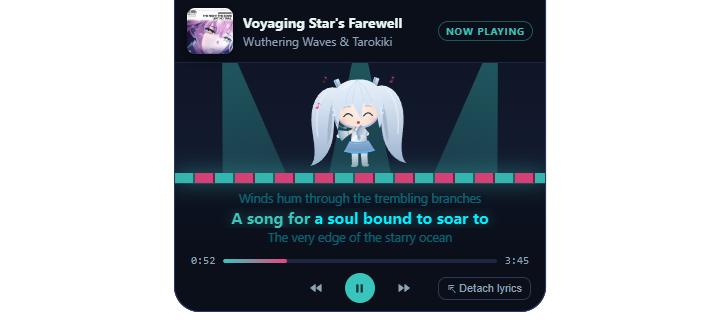 Voyaging Star's Farewell
Wuthering Waves & Tarokiki
NOW PLAYING
Winds hum through the trembling branches
A song for a soul bound to soar to
The very edge of the starry ocean
0:52
3:45
Detach lyrics